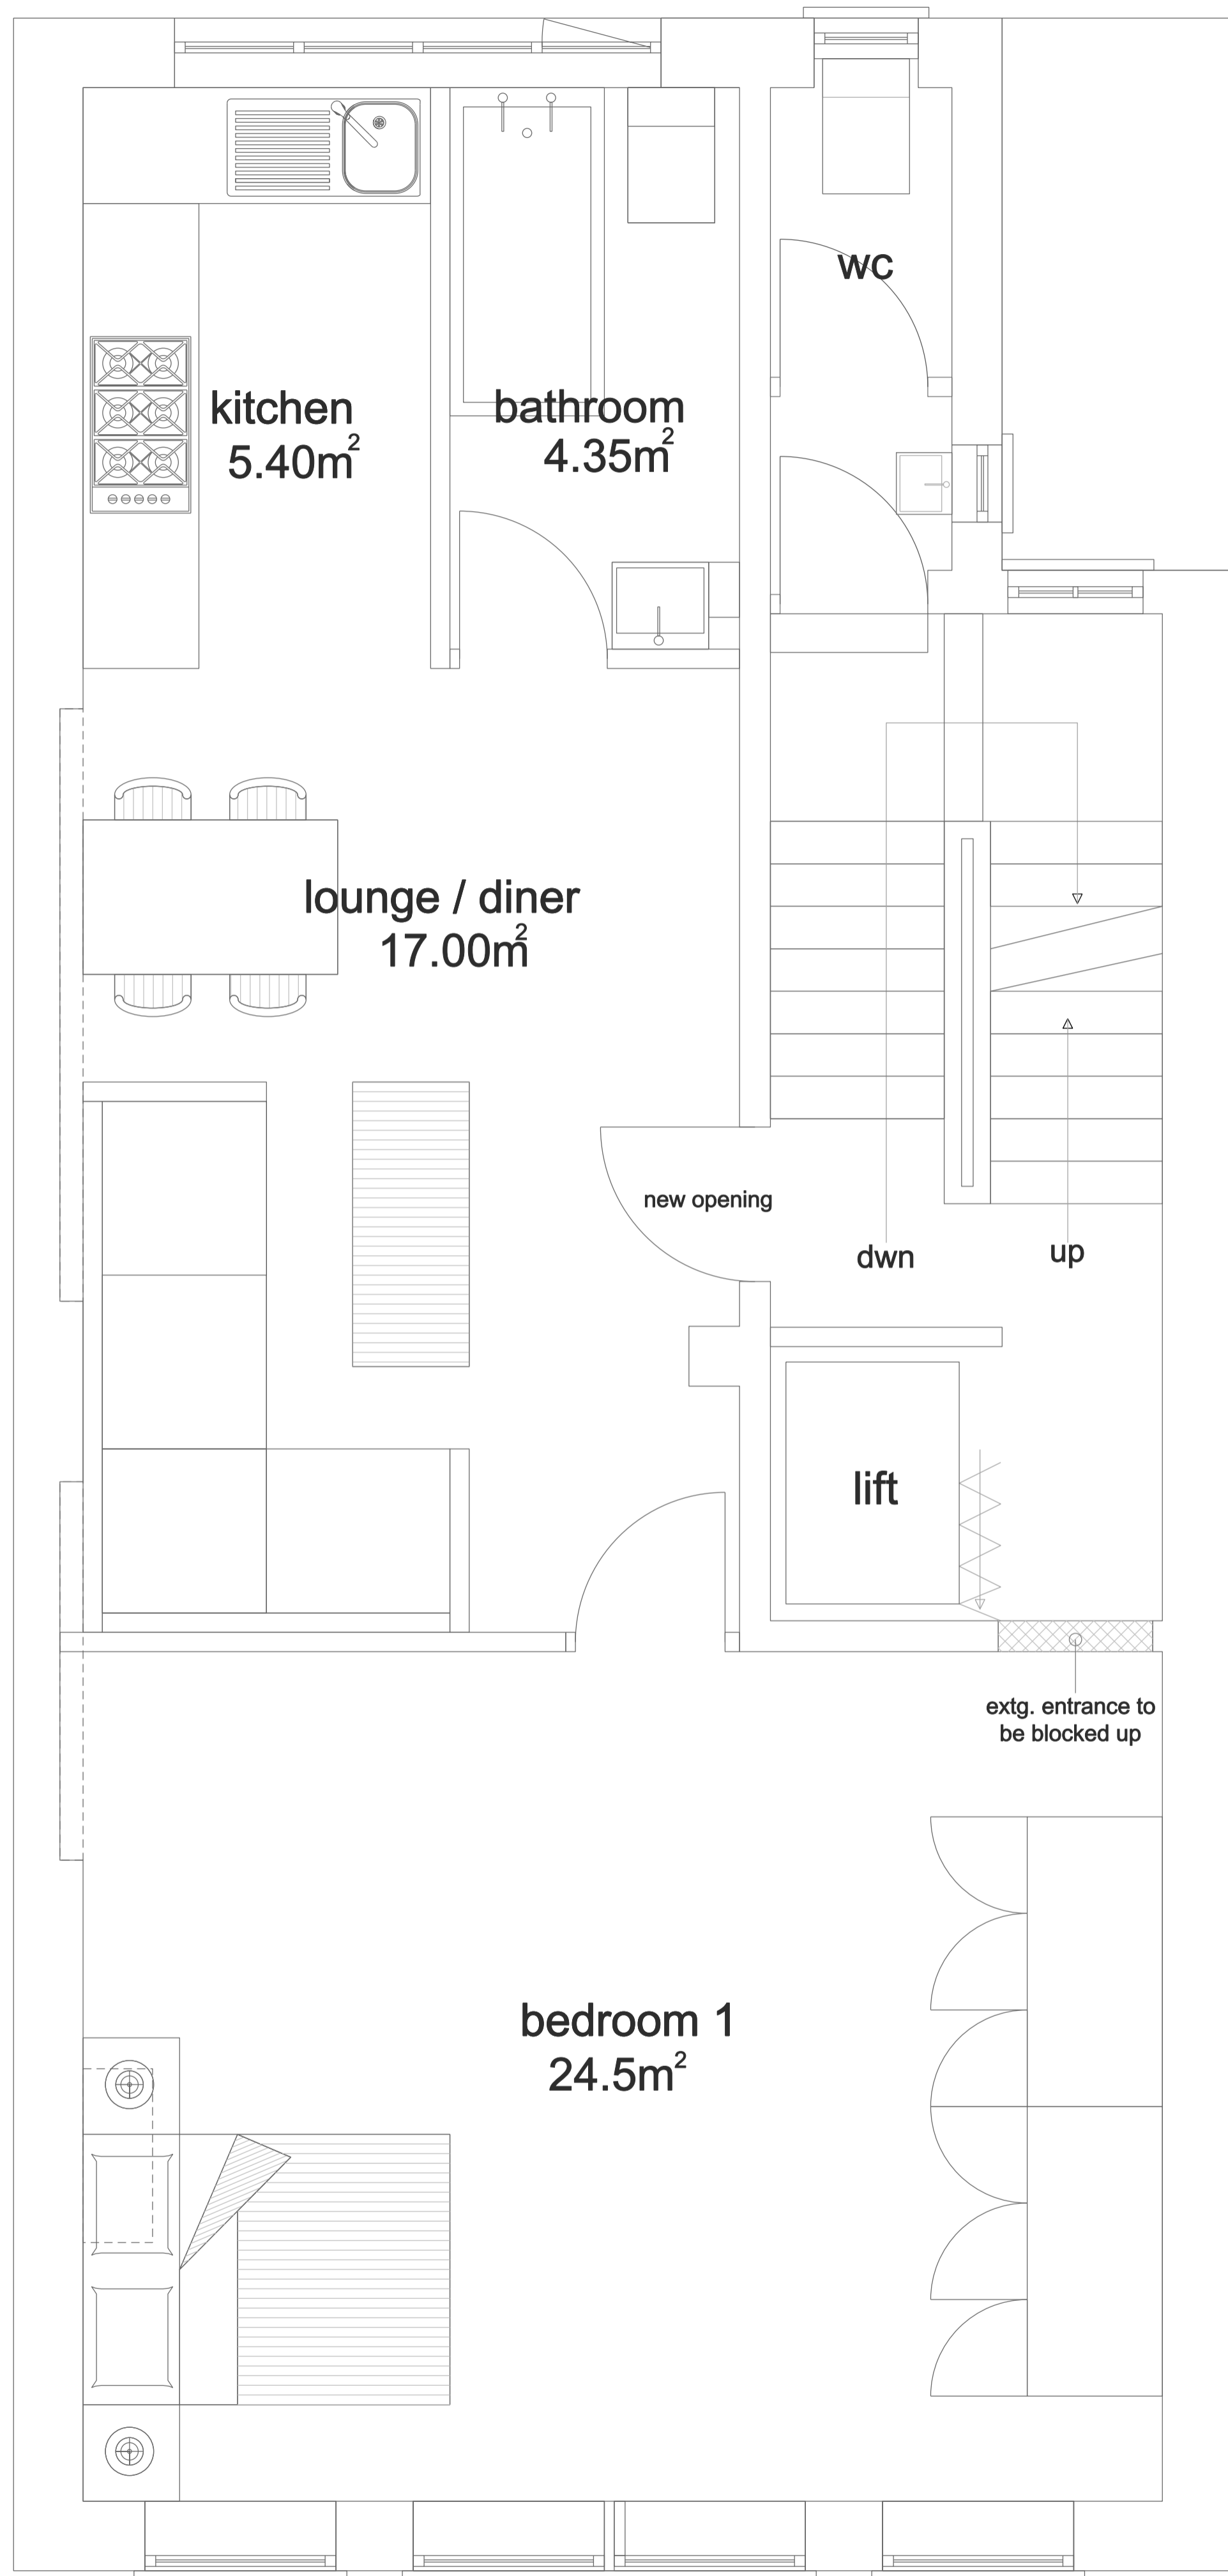 wc
kitchen
5.40m²
bathroom
4.35m²
lounge / diner
17.00m²
new opening
dwn
up
lift
extg. entrance to
be blocked up
bedroom 1
24.5m²